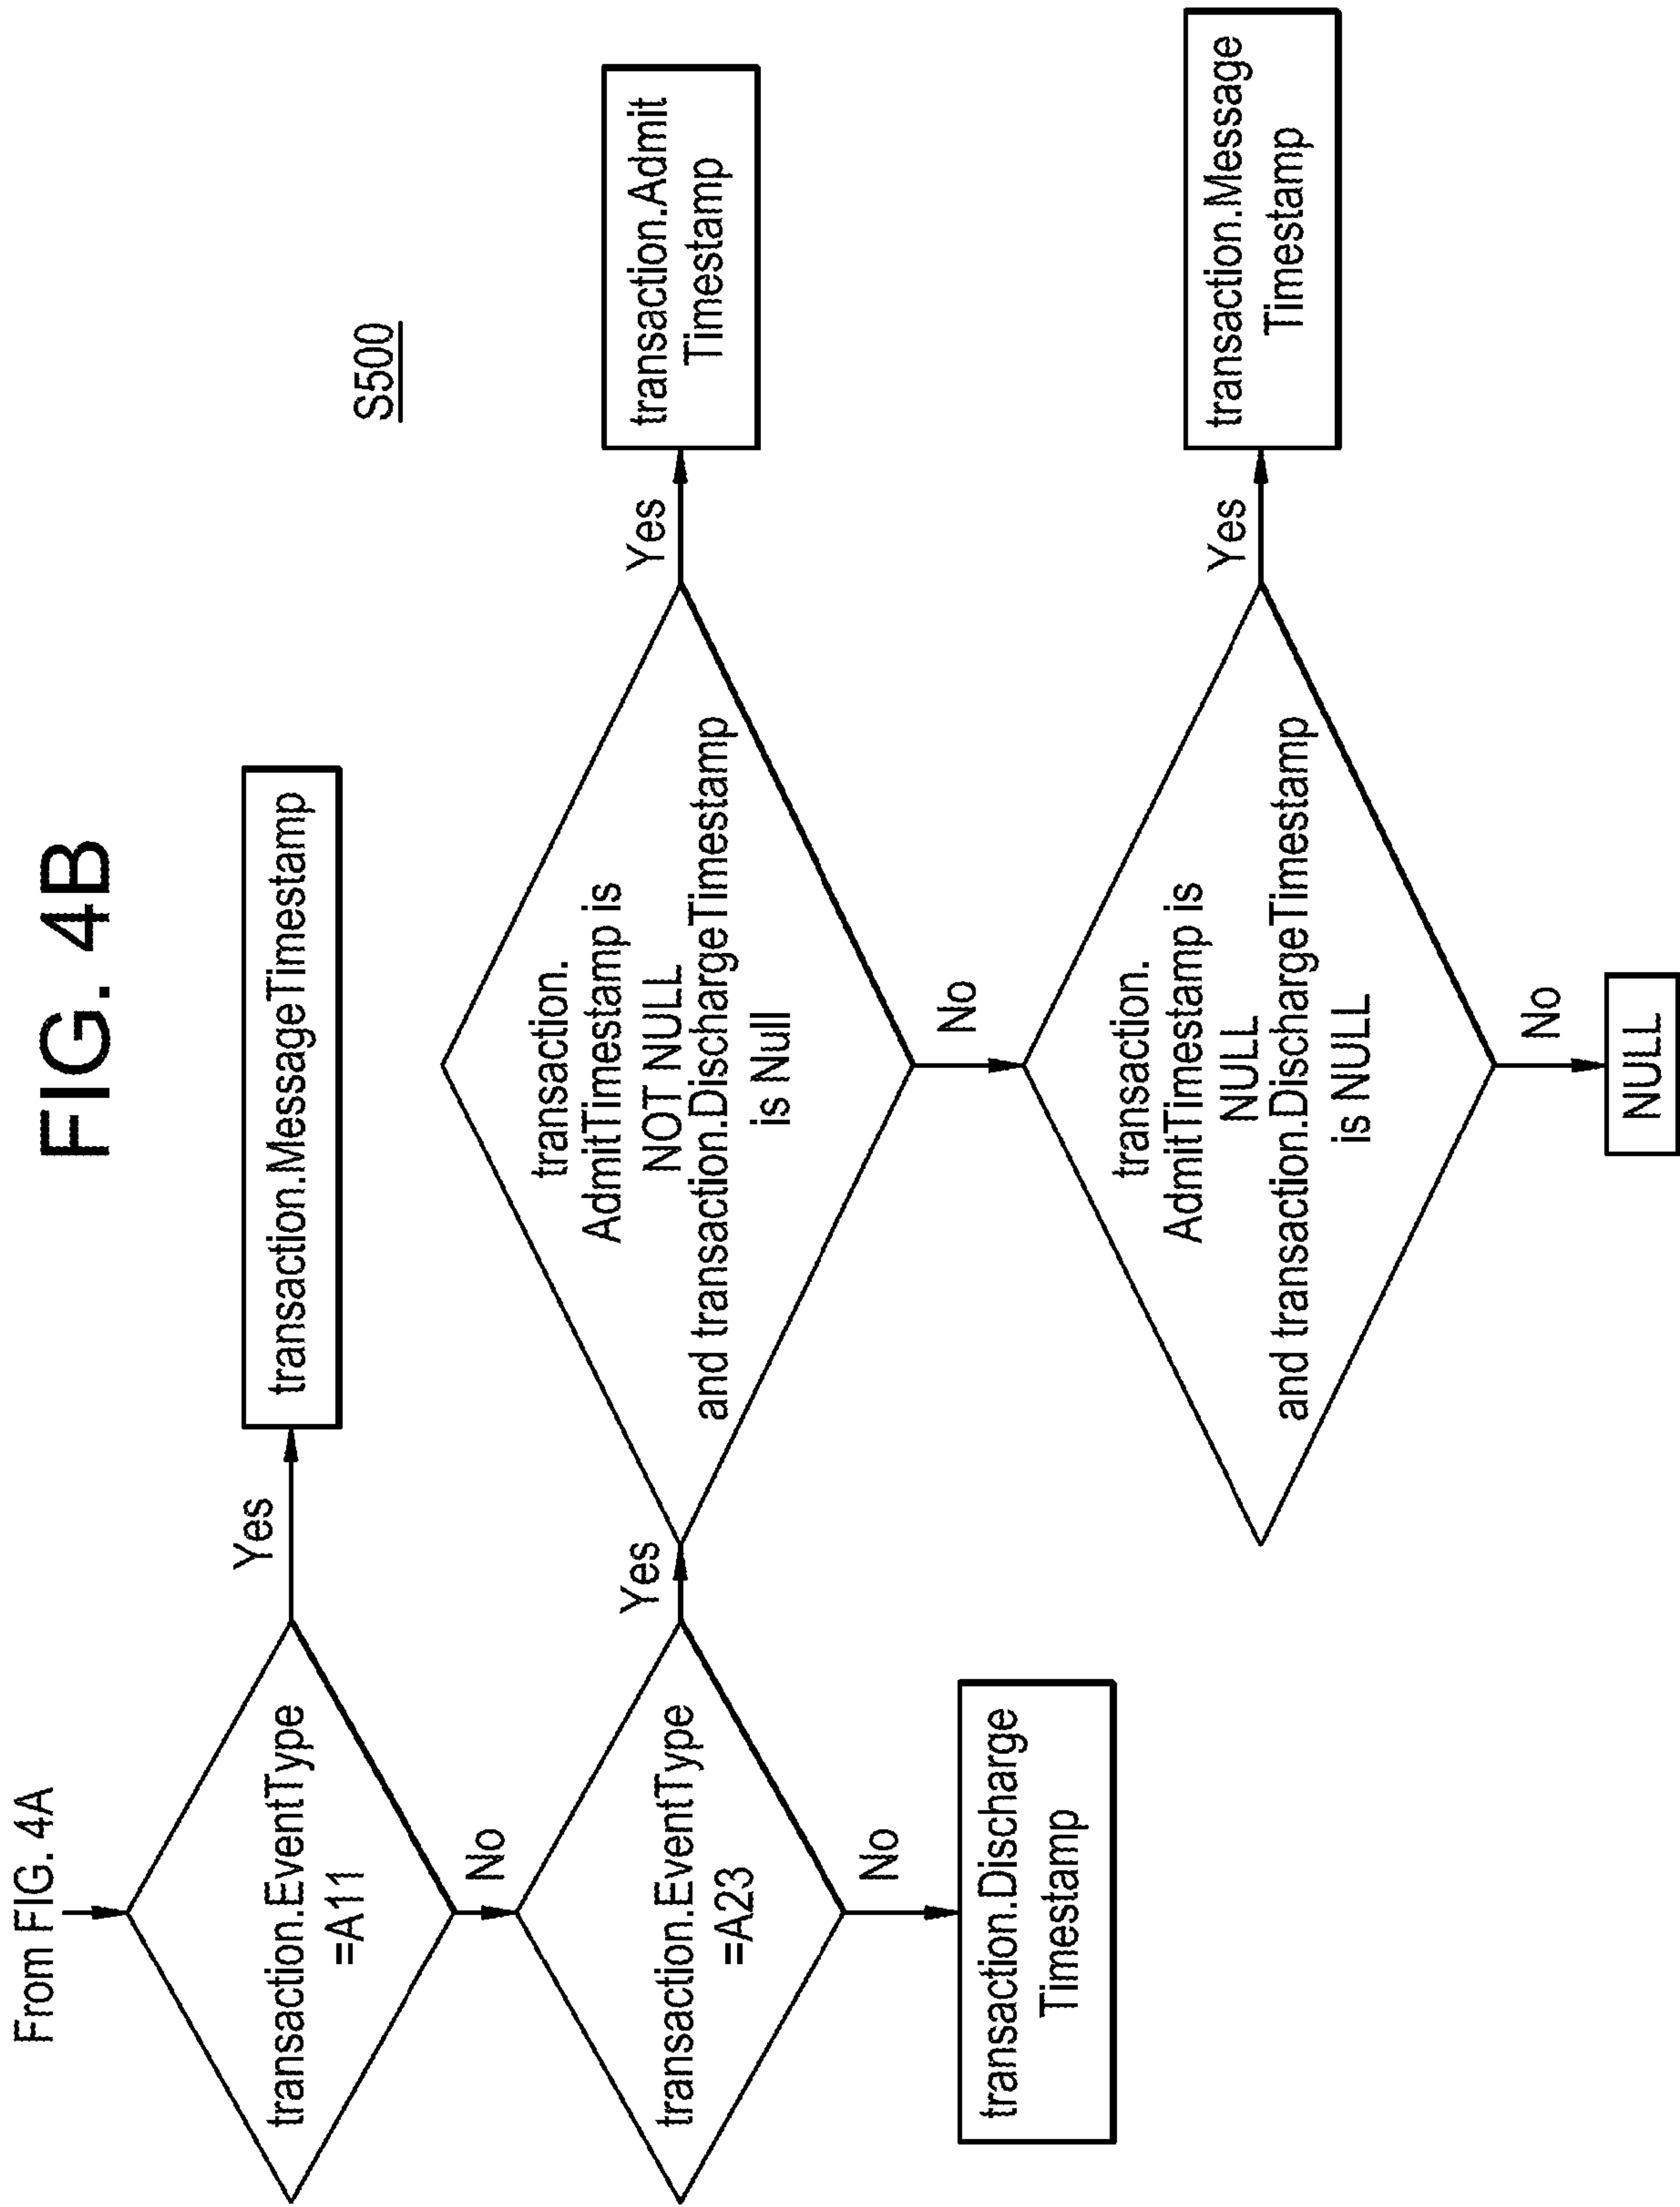 FIG. 4B
S500
From FIG. 4A
transaction.EventType
=A11
Yes
transaction.MessageTimestamp
No
transaction.EventType
=A23
Yes
transaction.
AdmitTimestamp is
NOT NULL
and transaction.DischargeTimestamp
is Null
Yes
transaction.Admit
Timestamp
No
transaction.Discharge
Timestamp
No
transaction.
AdmitTimestamp is
NULL
and transaction.DischargeTimestamp
is NULL
Yes
transaction.Message
Timestamp
No
NULL